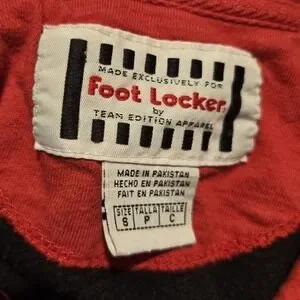 MADE EXCLUSIVELY FOR
Foot Locker.
by
TEAM EDITION APPAREL
MADE IN PAKISTAN
HECHO EN PAKISTAN
FAIT EN PAKISTAN
SIZE TALLA TAILLE
S P C